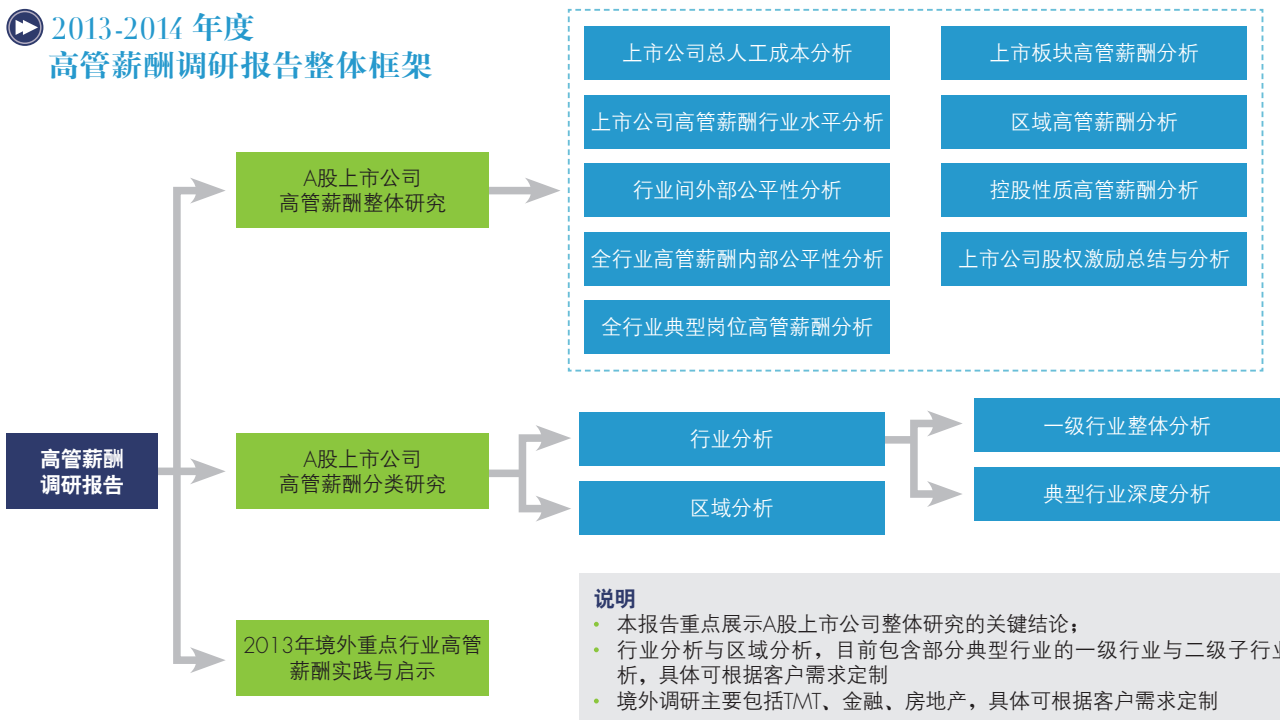 2013-2014 年度
高管薪酬调研报告整体框架
高管薪酬
调研报告
A股上市公司
高管薪酬整体研究
上市公司总人工成本分析
上市公司高管薪酬行业水平分析
行业间外部公平性分析
全行业高管薪酬内部公平性分析
全行业典型岗位高管薪酬分析
上市板块高管薪酬分析
区域高管薪酬分析
控股性质高管薪酬分析
上市公司股权激励总结与分析
A股上市公司
高管薪酬分类研究
行业分析
区域分析
一级行业整体分析
典型行业深度分析
2013年境外重点行业高管
薪酬实践与启示
说明
• 本报告重点展示A股上市公司整体研究的关键结论；
• 行业分析与区域分析，目前包含部分典型行业的一级行业与二级子行业
析，具体可根据客户需求定制
• 境外调研主要包括TMT、金融、房地产，具体可根据客户需求定制